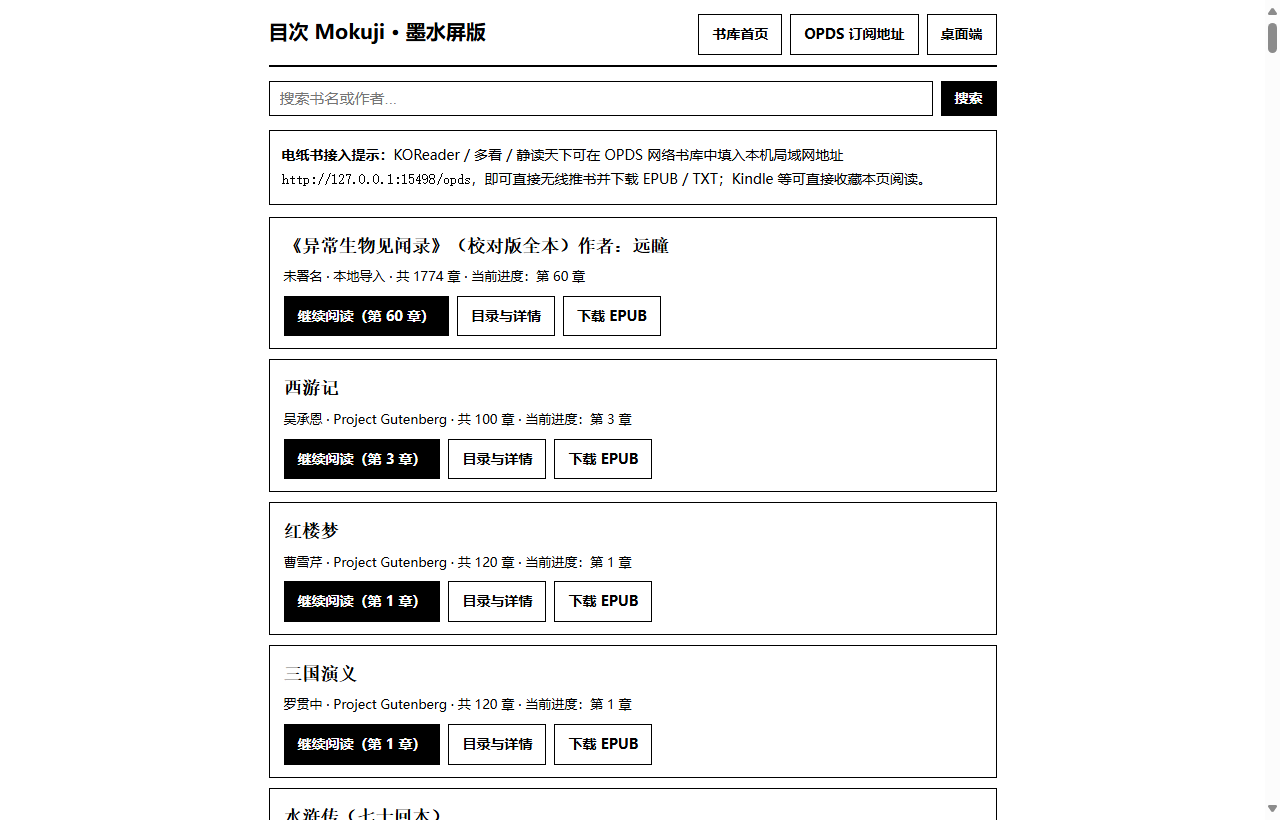 目次 Mokuji · 墨水屏版
书库首页
OPDS 订阅地址
桌面端
搜索书名或作者...
搜索
电纸书接入提示：KOReader / 多看 / 静读天下可在 OPDS 网络书库中填入本机局域网地址
http://127.0.0.1:15498/opds，即可直接无线推书并下载 EPUB / TXT；Kindle 等可直接收藏本页阅读。
《异常生物见闻录》（校对版全本）作者：远瞳
未署名 · 本地导入 · 共 1774 章 · 当前进度：第 60 章
继续阅读（第 60 章）
目录与详情
下载 EPUB
西游记
吴承恩 · Project Gutenberg · 共 100 章 · 当前进度：第 3 章
继续阅读（第 3 章）
目录与详情
下载 EPUB
红楼梦
曹雪芹 · Project Gutenberg · 共 120 章 · 当前进度：第 1 章
继续阅读（第 1 章）
目录与详情
下载 EPUB
三国演义
罗贯中 · Project Gutenberg · 共 120 章 · 当前进度：第 1 章
继续阅读（第 1 章）
目录与详情
下载 EPUB
水浒传（七十回本）